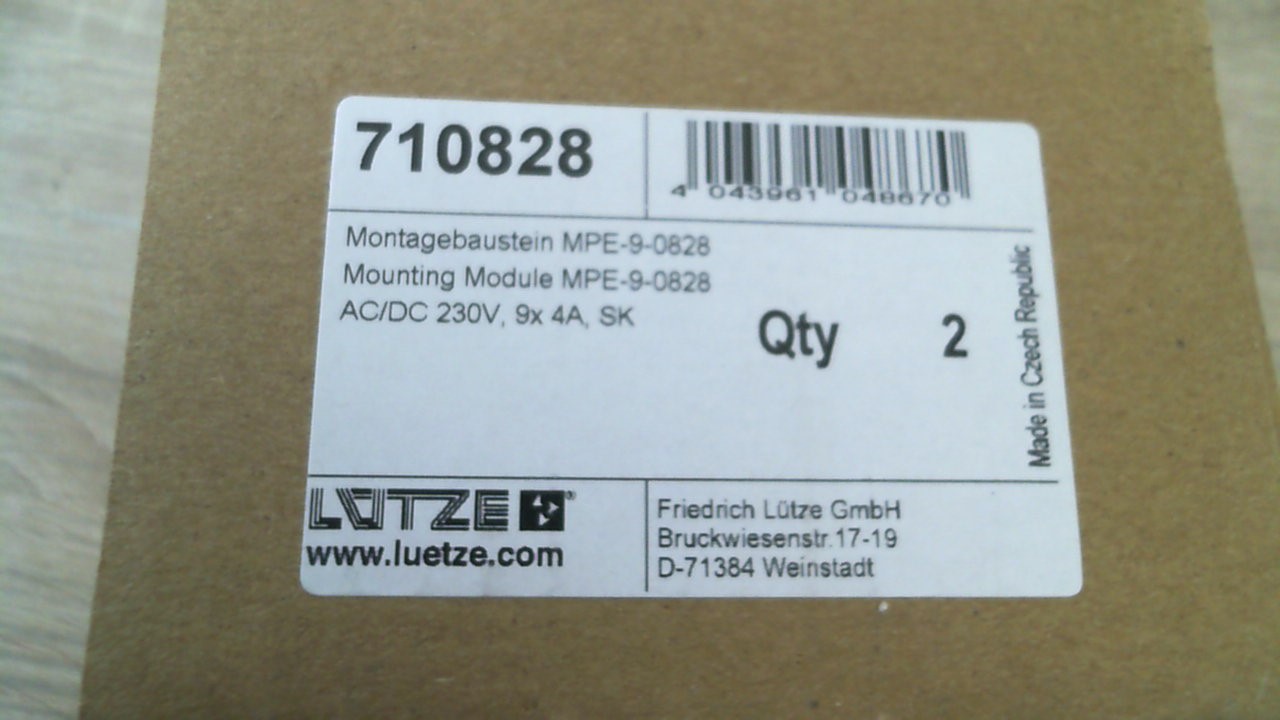 710828
4 043961 048670
Montagebaustein MPE-9-0828
Mounting Module MPE-9-0828
AC/DC 230V, 9x 4A, SK
Qty 2
Made in Czech Republic
LÜTZE ®
www.luetze.com
Friedrich Lütze GmbH
Bruckwiesenstr.17-19
D-71384 Weinstadt